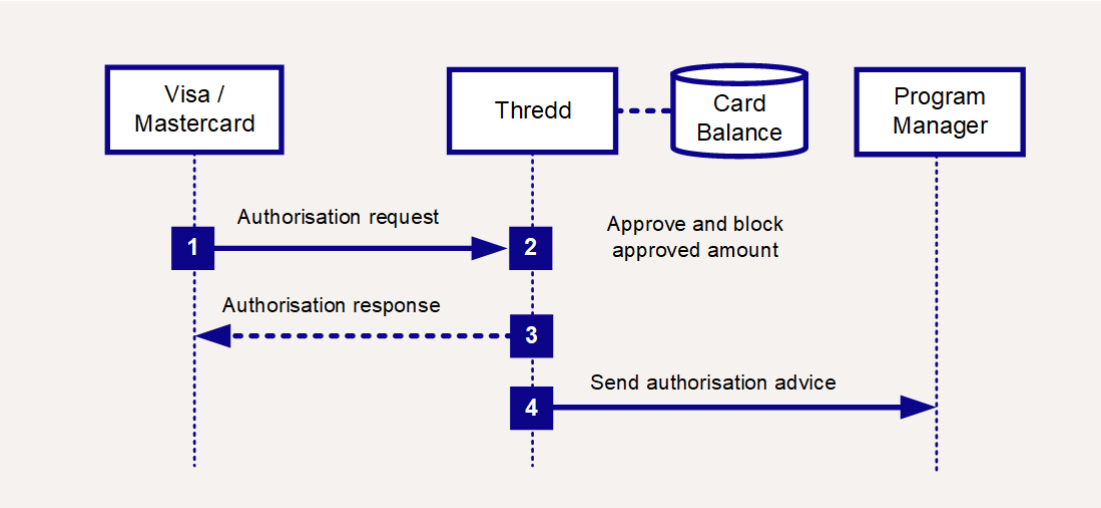 Visa /
Mastercard
Thredd
Card
Balance
Program
Manager
Authorisation request
1
2
Approve and block
approved amount
Authorisation response
3
Send authorisation advice
4